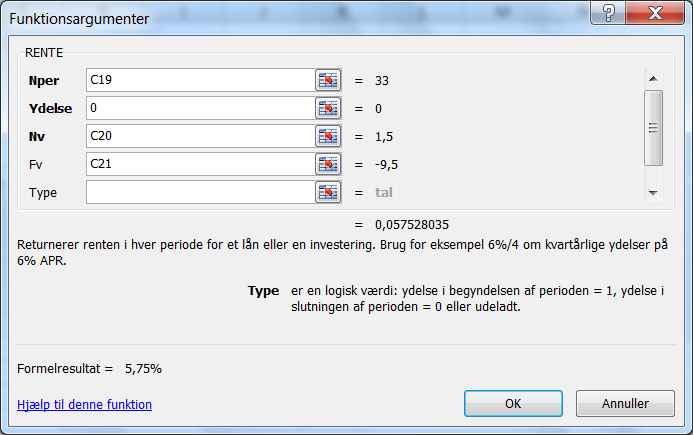 Funktionsargumenter
RENTE
Nper C19 = 33
Ydelse 0 = 0
Nv C20 = 1,5
Fv C21 = -9,5
Type = tal
= 0,057528035
Returnerer renten i hver periode for et lån eller en investering. Brug for eksempel 6%/4 om kvartårlige ydelser på
6% APR.
Type er en logisk værdi: ydelse i begyndelsen af perioden = 1, ydelse i
slutningen af perioden = 0 eller udeladt.
Formelresultat = 5,75%
Hjælp til denne funktion OK Annuller